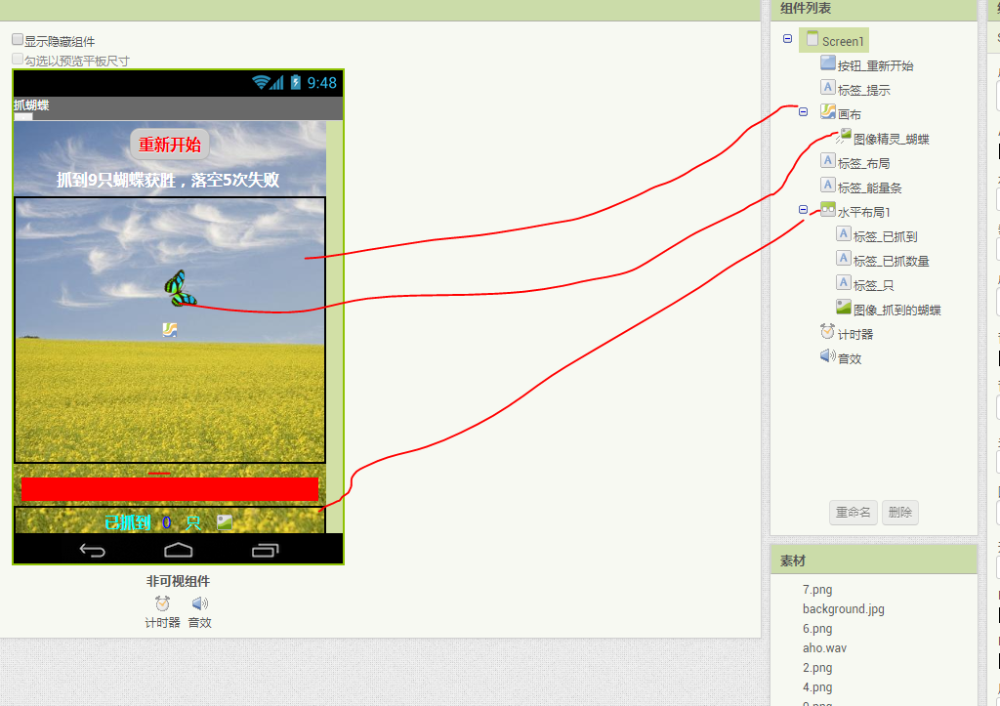 组件列表
显示隐藏组件
勾选以预览平板尺寸
9:48
抓蝴蝶
重新开始
抓到9只蝴蝶获胜，落空5次失败
已抓到 0 只
非可视组件
计时器 音效
Screen1
按钮_重新开始
标签_提示
画布
图像精灵_蝴蝶
标签_布局
标签_能量条
水平布局1
标签_已抓到
标签_已抓数量
标签_只
图像_抓到的蝴蝶
计时器
音效
重命名 删除
素材
7.png
background.jpg
6.png
aho.wav
2.png
4.png